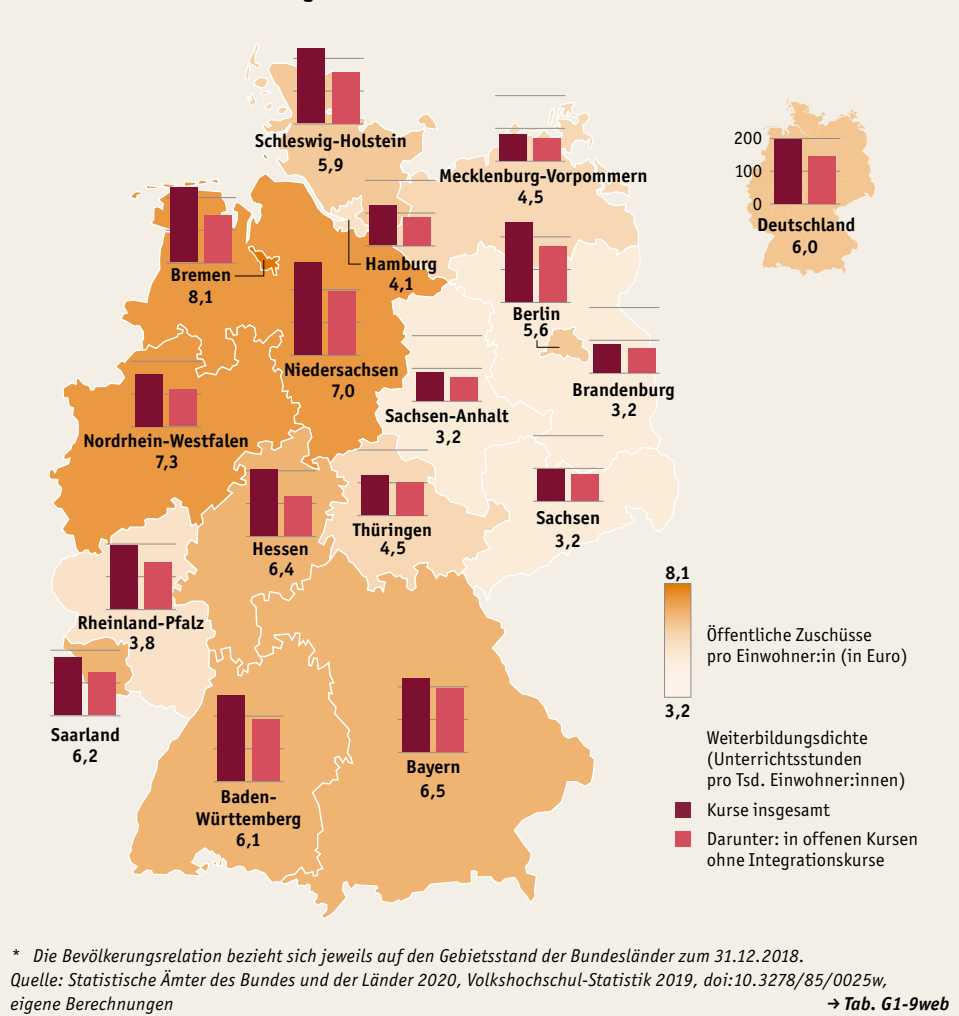 Schleswig-Holstein
5,9
Mecklenburg-Vorpommern
4,5
200
100
0
Deutschland
6,0
Bremen
8,1
Hamburg
4,1
Berlin
5,6
Niedersachsen
7,0
Brandenburg
3,2
Sachsen-Anhalt
3,2
Nordrhein-Westfalen
7,3
Hessen
6,4
Thüringen
4,5
Sachsen
3,2
Rheinland-Pfalz
3,8
Saarland
6,2
Baden-
Württemberg
6,1
Bayern
6,5
8,1
Öffentliche Zuschüsse
pro Einwohner:in (in Euro)
3,2
Weiterbildungsdichte
(Unterrichtsstunden
pro Tsd. Einwohner:innen)
Kurse insgesamt
Darunter: in offenen Kursen
ohne Integrationskurse
* Die Bevölkerungsrelation bezieht sich jeweils auf den Gebietsstand der Bundesländer zum 31.12.2018.
Quelle: Statistische Ämter des Bundes und der Länder 2020, Volkshochschul-Statistik 2019, doi:10.3278/85/0025w,
eigene Berechnungen → Tab. G1-9web